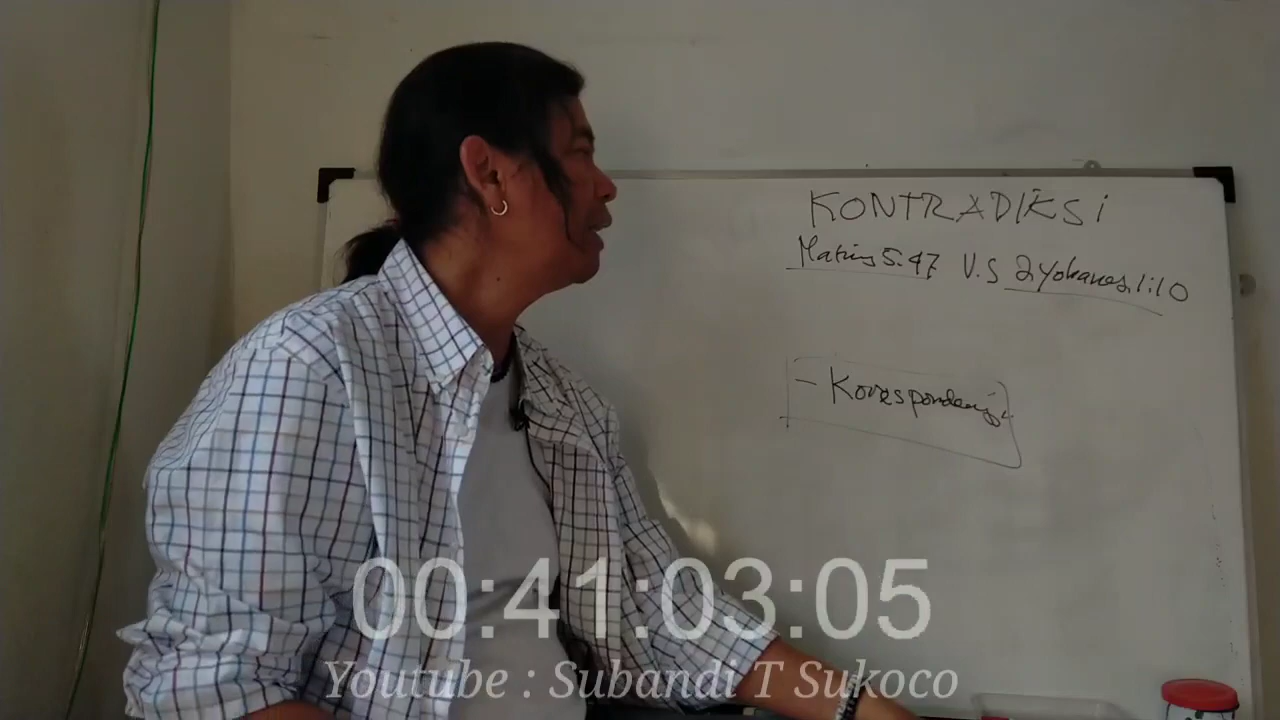 KONTRADIKSi
Matius 5.47 V.S 2 Yohanes.1:10
- Korespondensi
00:41:03:05
Youtube : Subandi T Sukoco